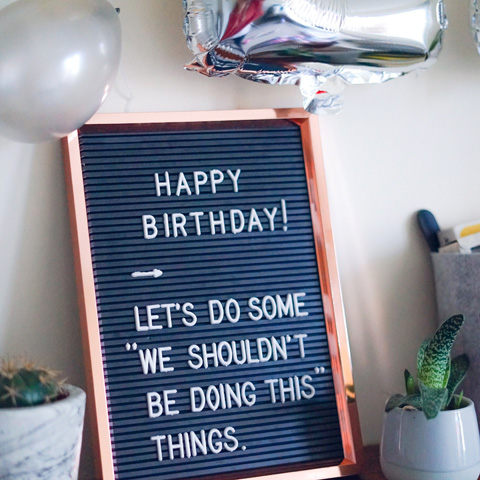 HAPPY
BIRTHDAY!
→
LET'S DO SOME
"WE SHOULDN'T
BE DOING THIS"
THINGS.